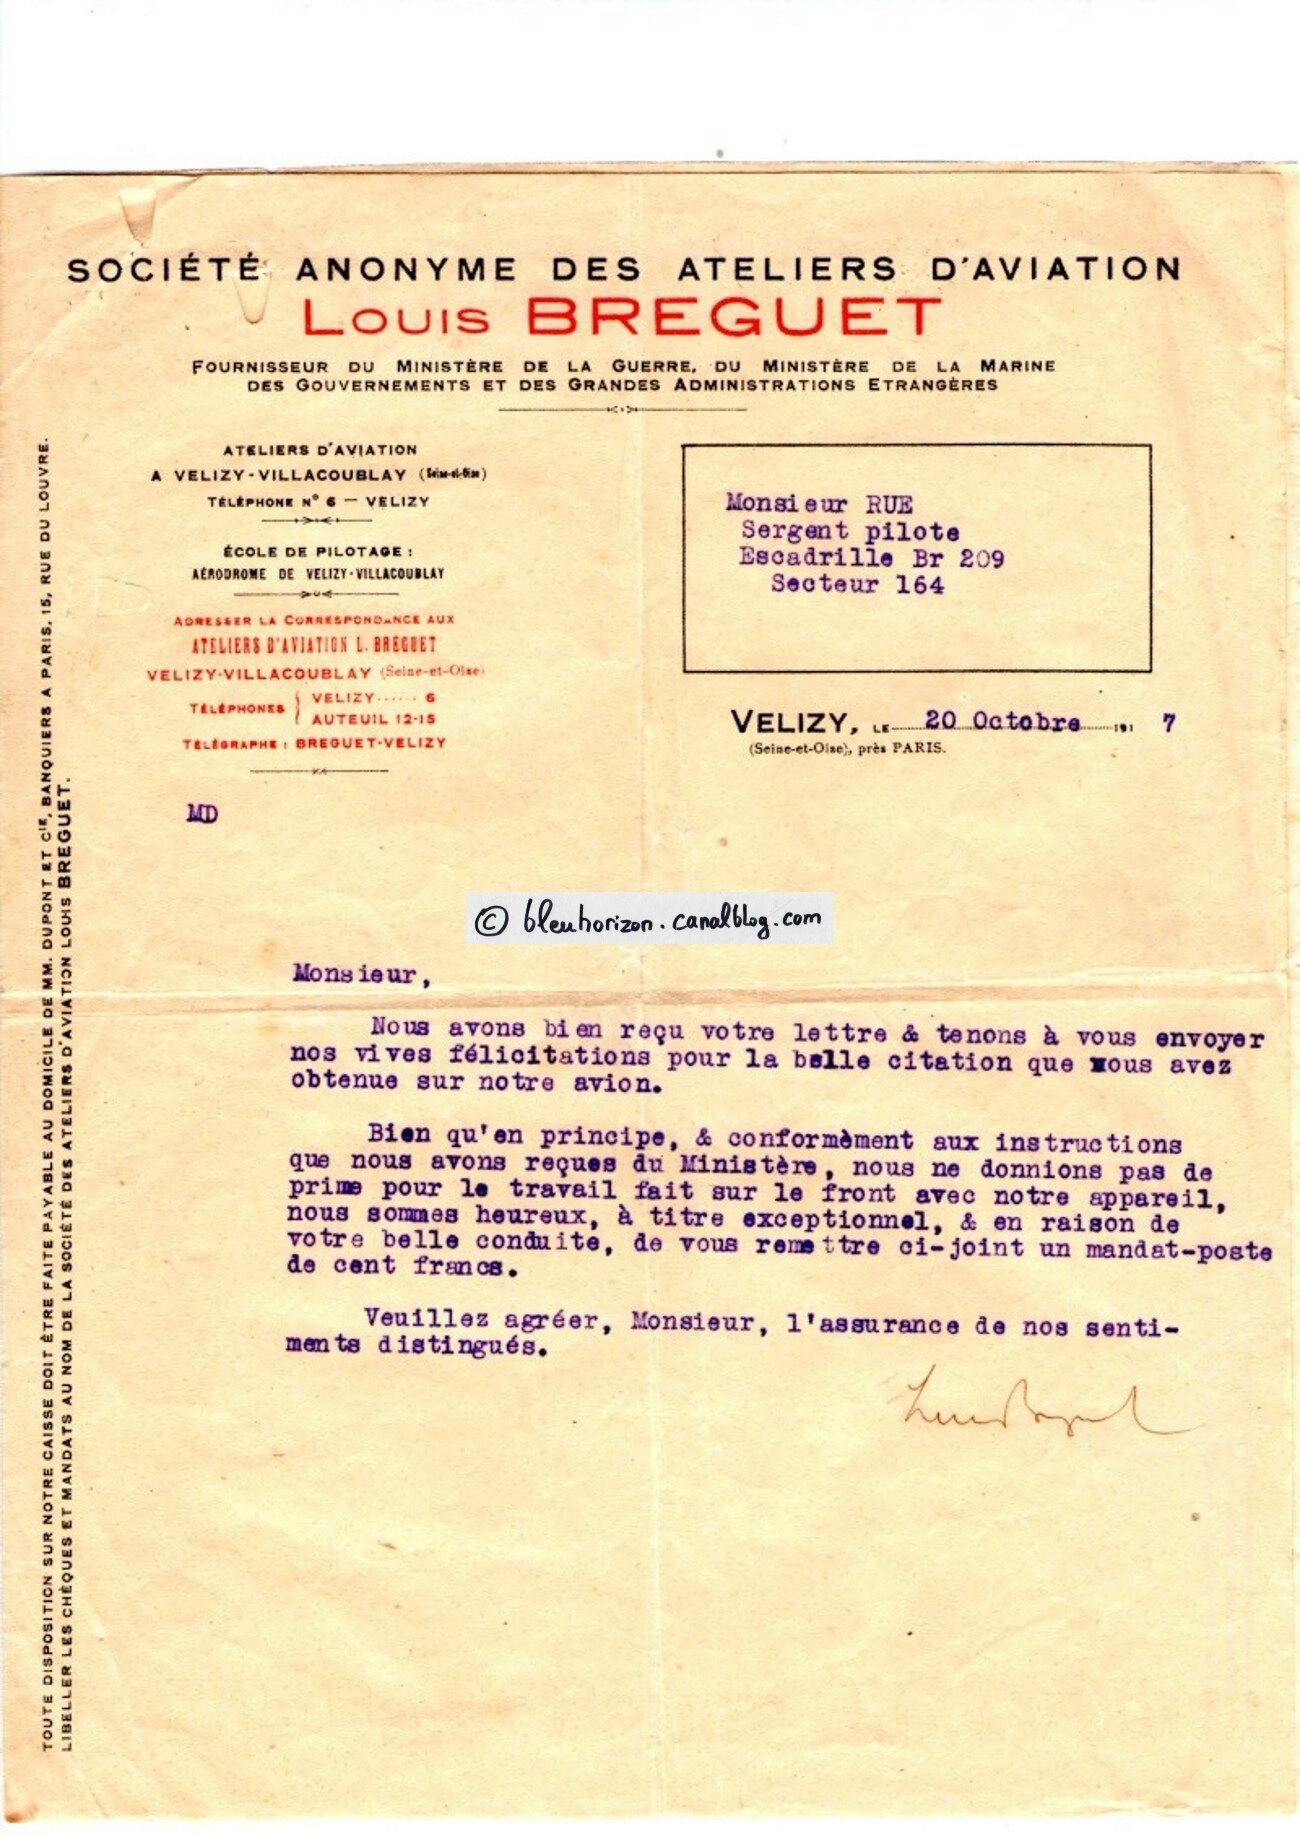 SOCIÉTÉ ANONYME DES ATELIERS D'AVIATION
LOUIS BREGUET
FOURNISSEUR DU MINISTÈRE DE LA GUERRE, DU MINISTÈRE DE LA MARINE
DES GOUVERNEMENTS ET DES GRANDES ADMINISTRATIONS ETRANGÈRES
ATELIERS D'AVIATION
A VELIZY-VILLACOUBLAY (Seine-et-Oise)
TÉLÉPHONE N° 6 — VELIZY
ÉCOLE DE PILOTAGE :
AÉRODROME DE VELIZY-VILLACOUBLAY
ADRESSER LA CORRESPONDANCE AUX
ATELIERS D'AVIATION L. BREGUET
VELIZY-VILLACOUBLAY (Seine-et-Oise)
TÉLÉPHONES { VELIZY...... 6
AUTEUIL 12-15
TÉLÉGRAPHE : BREGUET-VELIZY
Monsieur RUE
Sergent pilote
Escadrille Br 209
Secteur 164
VELIZY, LE 20 Octobre 191 7
(Seine-et-Oise), près PARIS.
MD
© bleuhorizon.canalblog.com
Monsieur,
Nous avons bien reçu votre lettre & tenons à vous envoyer
nos vives félicitations pour la belle citation que vous avez
obtenue sur notre avion.
Bien qu'en principe, & conformèment aux instructions
que nous avons reçues du Ministère, nous ne donnions pas de
prime pour le travail fait sur le front avec notre appareil,
nous sommes heureux, à titre exceptionnel, & en raison de
votre belle conduite, de vous remettre ci-joint un mandat-poste
de cent francs.
Veuillez agréer, Monsieur, l'assurance de nos senti-
ments distingués.
TOUTE DISPOSITION SUR NOTRE CAISSE DOIT ÊTRE FAITE PAYABLE AU DOMICILE DE MM. DUPONT ET CIE, BANQUIERS A PARIS, 15, RUE DU LOUVRE.
LIBELLER LES CHÈQUES ET MANDATS AU NOM DE LA SOCIÉTÉ DES ATELIERS D'AVIATION LOUIS BREGUET.